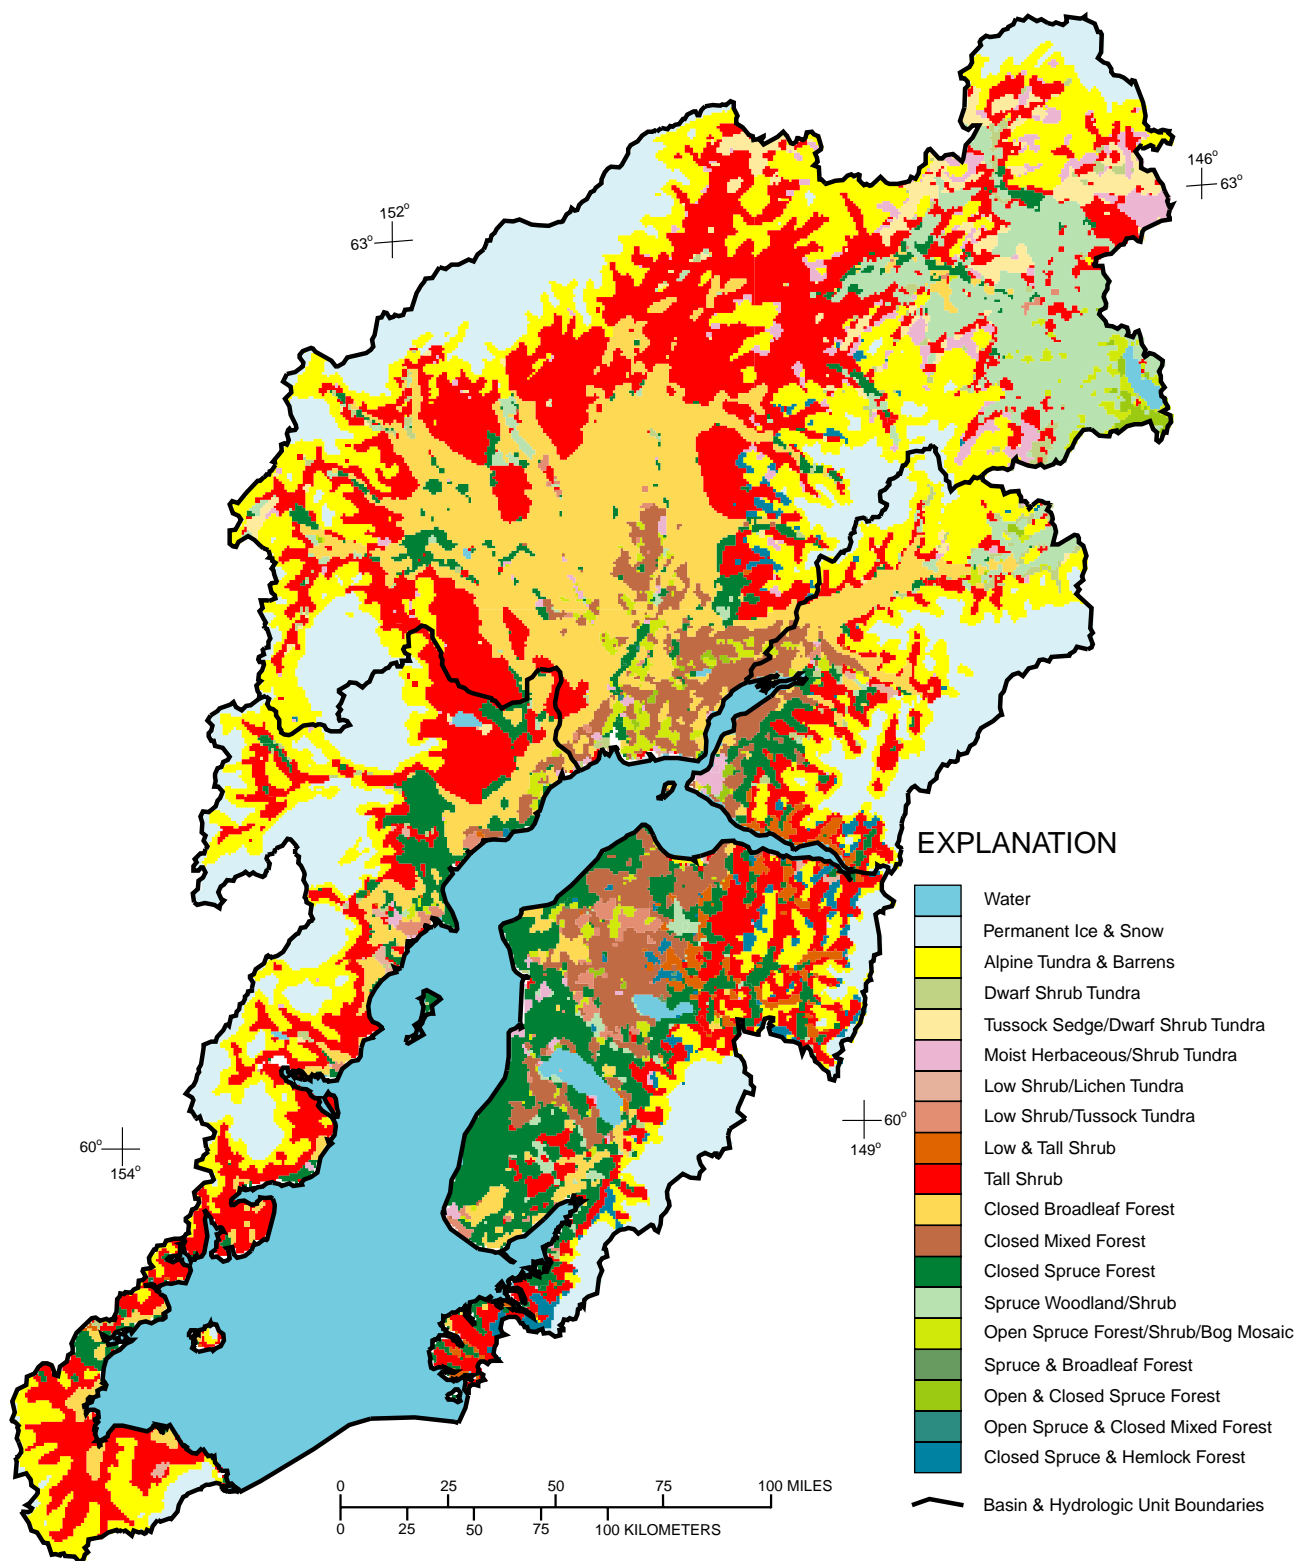 146°
63°
152°
63°
EXPLANATION
Water
Permanent Ice & Snow
Alpine Tundra & Barrens
Dwarf Shrub Tundra
Tussock Sedge/Dwarf Shrub Tundra
Moist Herbaceous/Shrub Tundra
Low Shrub/Lichen Tundra
Low Shrub/Tussock Tundra
Low & Tall Shrub
Tall Shrub
Closed Broadleaf Forest
Closed Mixed Forest
Closed Spruce Forest
Spruce Woodland/Shrub
Open Spruce Forest/Shrub/Bog Mosaic
Spruce & Broadleaf Forest
Open & Closed Spruce Forest
Open Spruce & Closed Mixed Forest
Closed Spruce & Hemlock Forest
Basin & Hydrologic Unit Boundaries
60°
149°
60°
154°
0 25 50 75 100 MILES
0 25 50 75 100 KILOMETERS